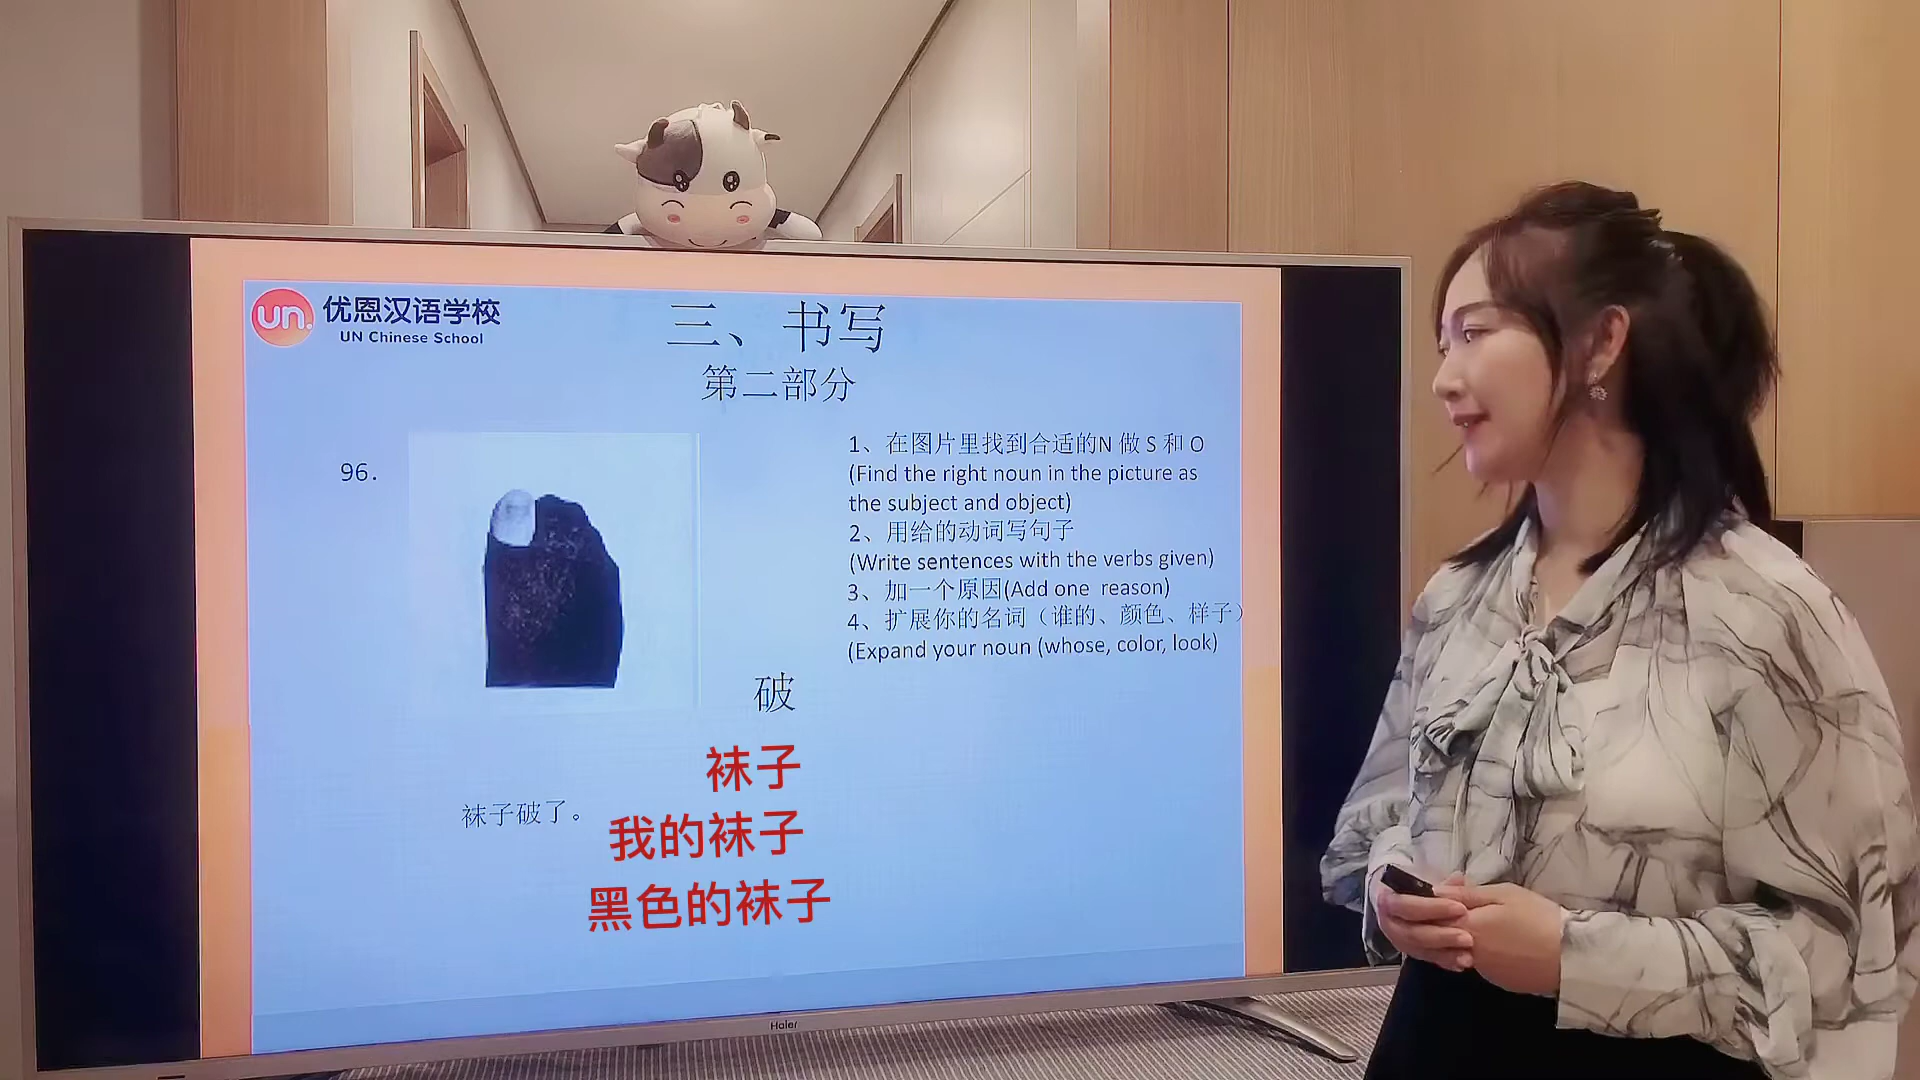 un.
优恩汉语学校
UN Chinese School
三、书写
第二部分
96.
1、在图片里找到合适的N 做 S 和 O
(Find the right noun in the picture as
the subject and object)
2、用给的动词写句子
(Write sentences with the verbs given)
3、加一个原因(Add one reason)
4、扩展你的名词（谁的、颜色、样子）
(Expand your noun (whose, color, look)
破
袜子
袜子破了。
我的袜子
黑色的袜子
Haier